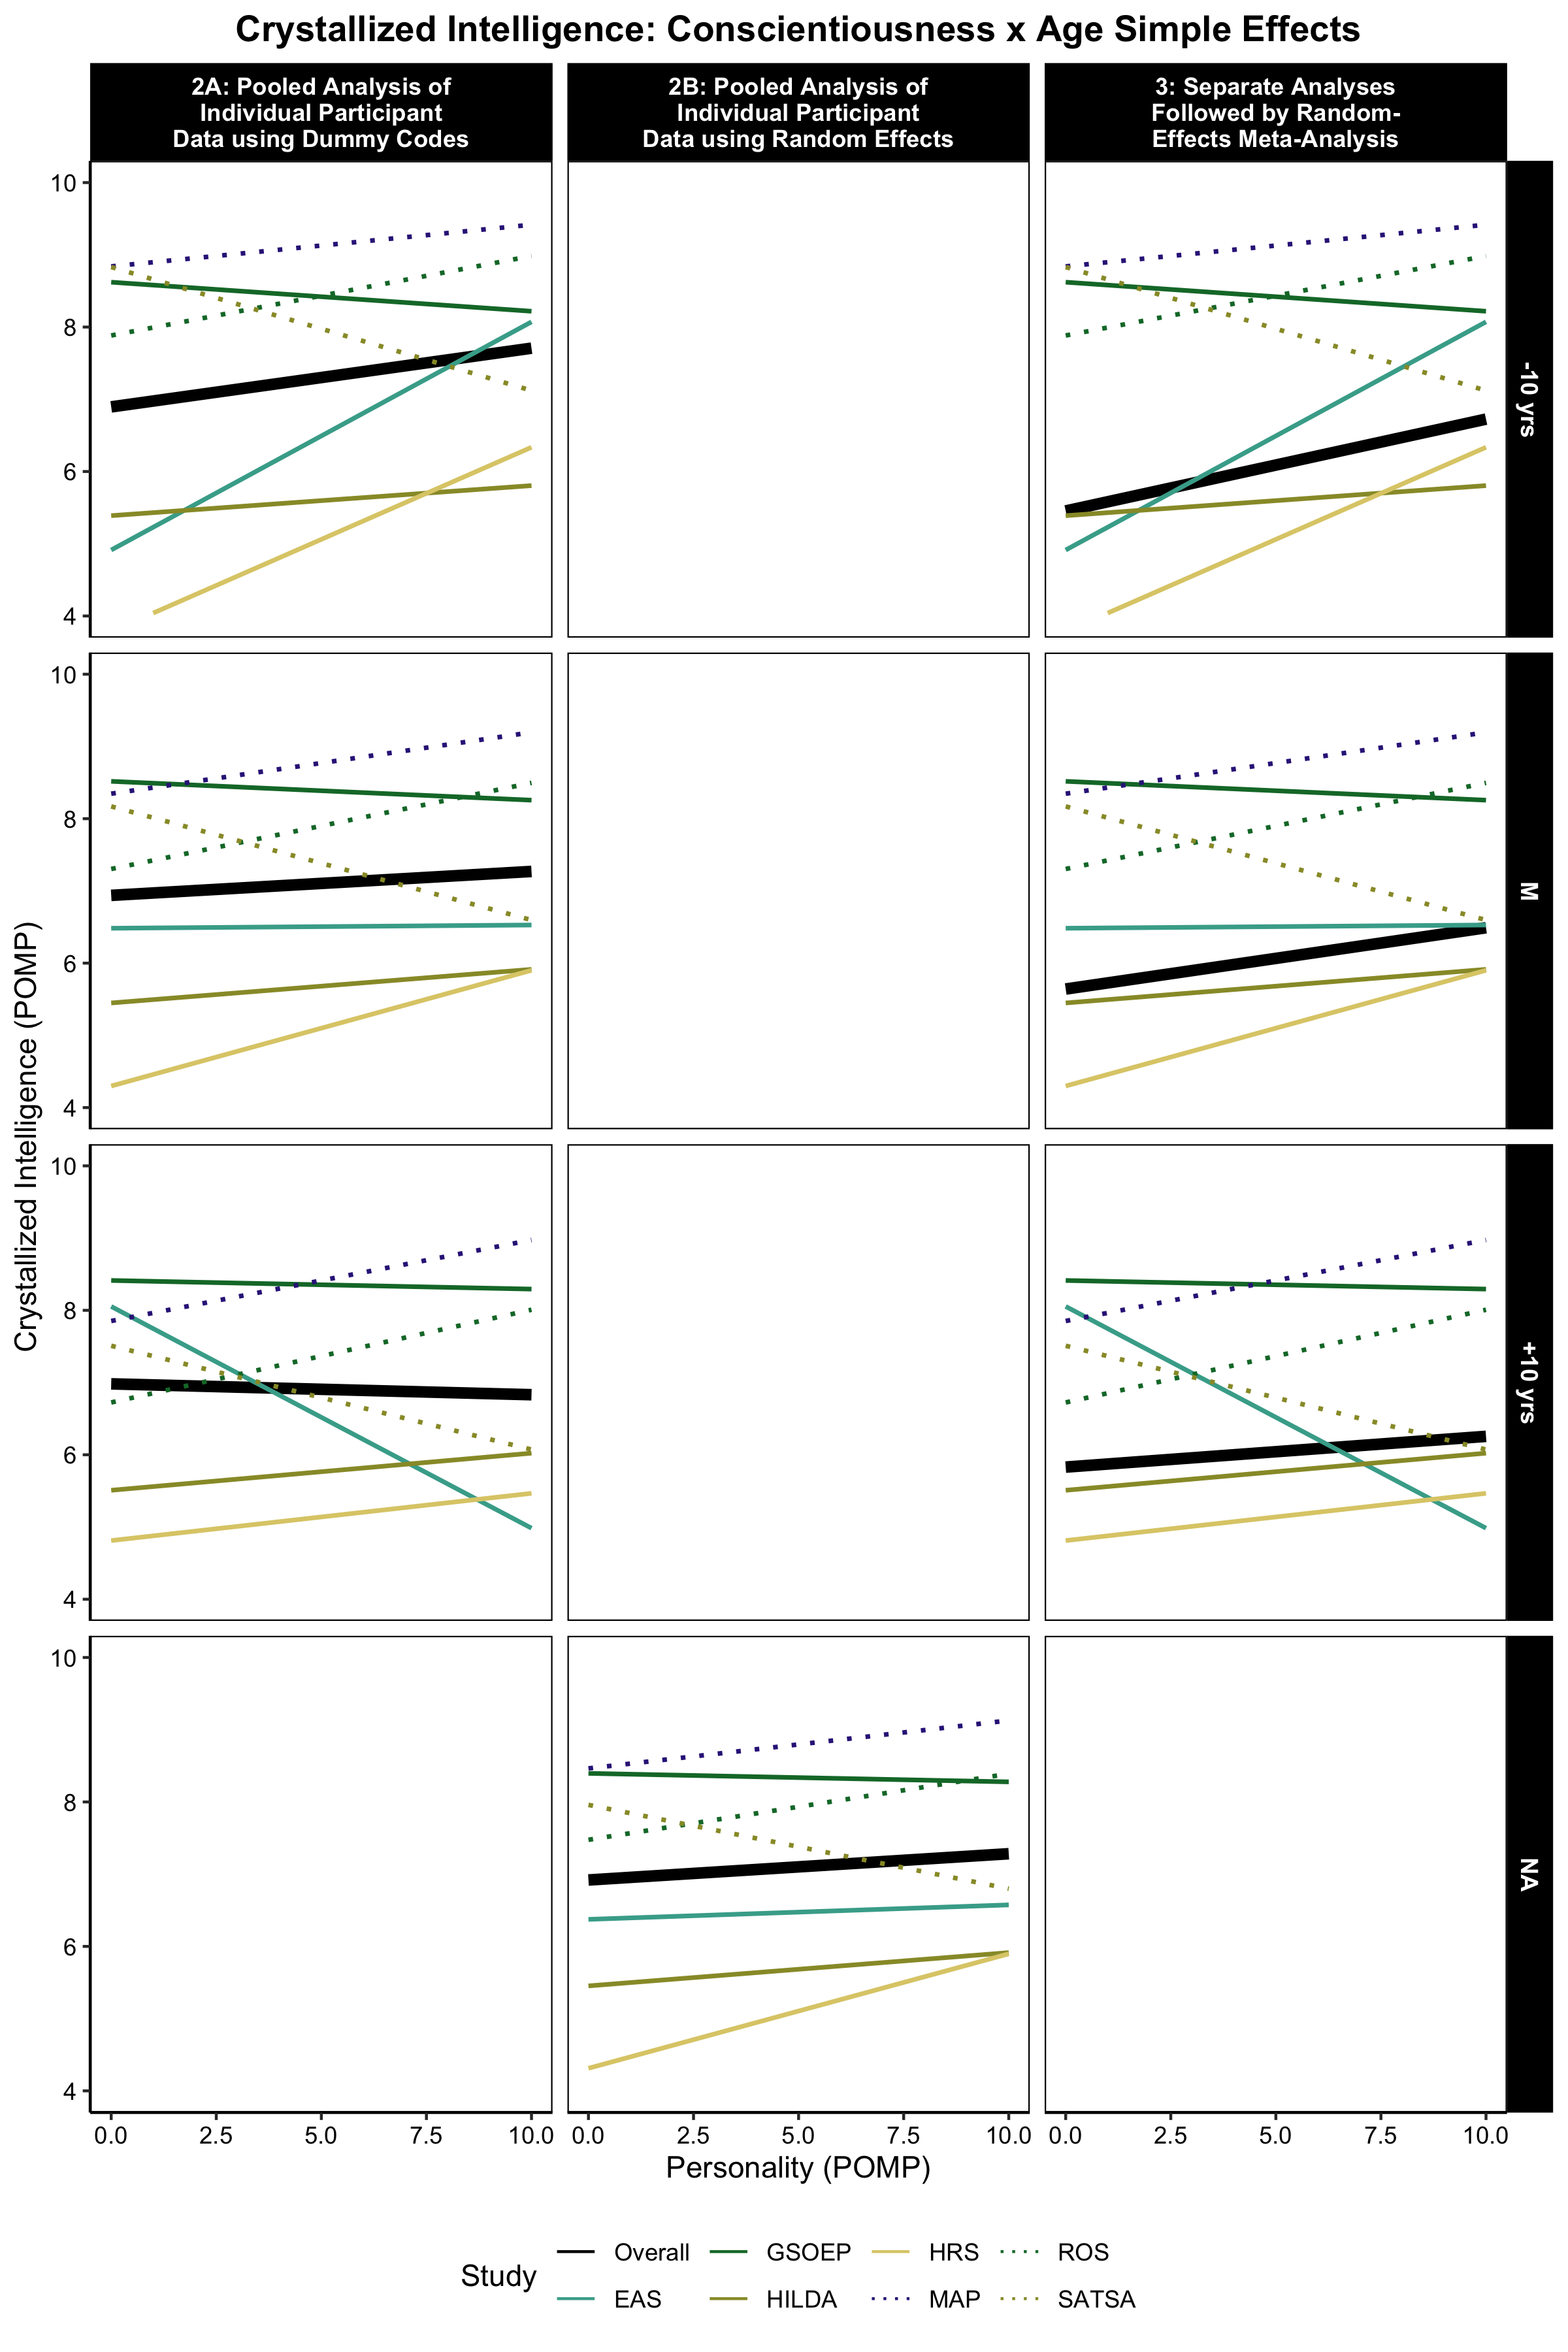 Crystallized Intelligence: Conscientiousness x Age Simple Effects
2A: Pooled Analysis of
Individual Participant
Data using Dummy Codes
2B: Pooled Analysis of
Individual Participant
Data using Random Effects
3: Separate Analyses
Followed by Random-
Effects Meta-Analysis
10
8
6
4
-10 yrs
10
8
6
4
M
10
8
6
4
+10 yrs
10
8
6
4
NA
Crystallized Intelligence (POMP)
0.0 2.5 5.0 7.5 10.0 0.0 2.5 5.0 7.5 10.0 0.0 2.5 5.0 7.5 10.0
Personality (POMP)
Study
Overall GSOEP HRS ROS
EAS HILDA MAP SATSA